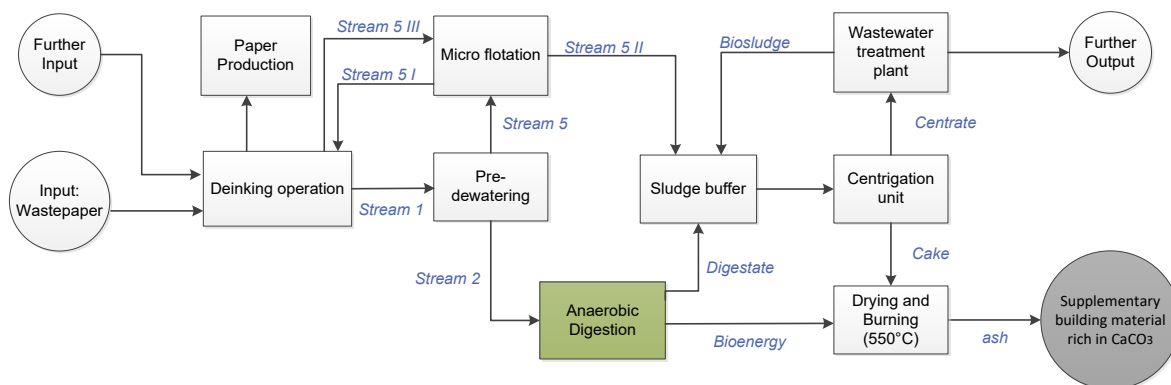 Further
Input
Paper
Production
Stream 5 III
Stream 5 I
Micro flotation
Stream 5 II
Biosludge
Wastewater
treatment
plant
Further
Output
Stream 5
Centrate
Input:
Wastepaper
Deinking operation
Stream 1
Pre-
dewatering
Sludge buffer
Centrigation
unit
Stream 2
Digestate
Cake
Anaerobic
Digestion
Bioenergy
Drying and
Burning
(550°C)
ash
Supplementary
building material
rich in CaCO3